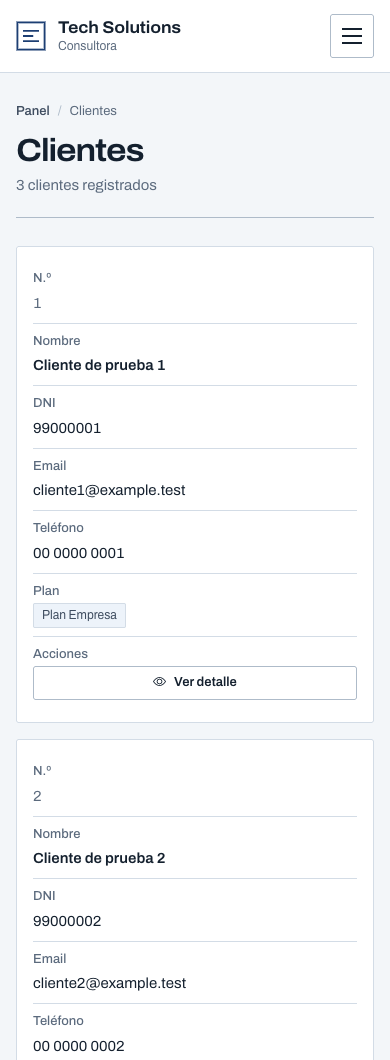 Tech Solutions
Consultora
Panel / Clientes
Clientes
3 clientes registrados
N.º
1
Nombre
Cliente de prueba 1
DNI
99000001
Email
cliente1@example.test
Teléfono
00 0000 0001
Plan
Plan Empresa
Acciones
Ver detalle
N.º
2
Nombre
Cliente de prueba 2
DNI
99000002
Email
cliente2@example.test
Teléfono
00 0000 0002